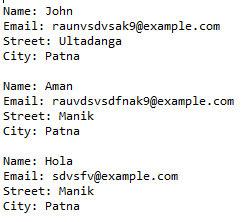 Name: John
Email: raunvsdvsak9@example.com
Street: Ultadanga
City: Patna
Name: Aman
Email: rauvdsvsdfnak9@example.com
Street: Manik
City: Patna
Name: Hola
Email: sdvsfv@example.com
Street: Manik
City: Patna